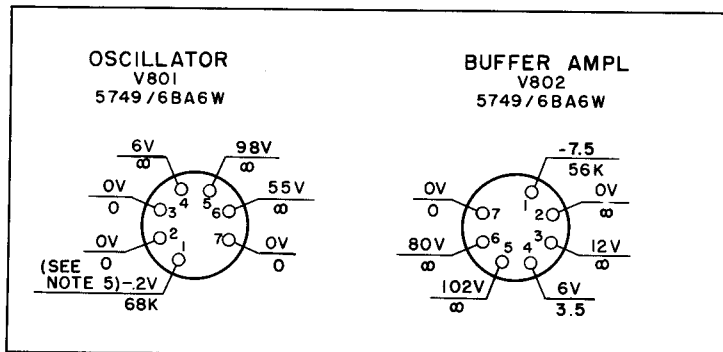 OSCILLATOR
V801
5749/6BA6W
6V
∞
98V
∞
0V
0
55V
∞
0V
0
0V
0
(SEE
NOTE 5)-.2V
68K
4
5
3
6
2
7
1
BUFFER AMPL
V802
5749/6BA6W
-7.5
56K
0V
0
0V
∞
80V
∞
12V
∞
102V
∞
6V
3.5
1
7
2
6
3
5
4